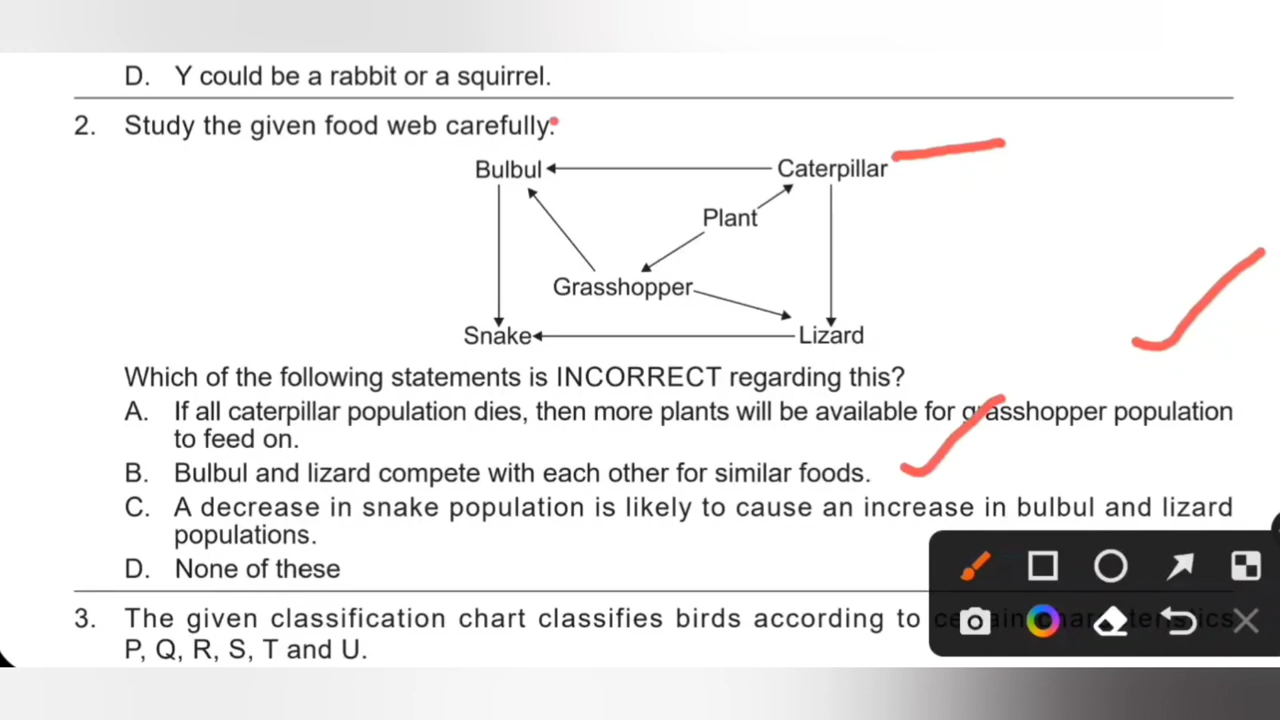 D. Y could be a rabbit or a squirrel.
2. Study the given food web carefully.
Bulbul Caterpillar
Plant
Grasshopper
Snake Lizard
Which of the following statements is INCORRECT regarding this?
A. If all caterpillar population dies, then more plants will be available for grasshopper population
to feed on.
B. Bulbul and lizard compete with each other for similar foods.
C. A decrease in snake population is likely to cause an increase in bulbul and lizard
populations.
D. None of these
3. The given classification chart classifies birds according to
P, Q, R, S, T and U.